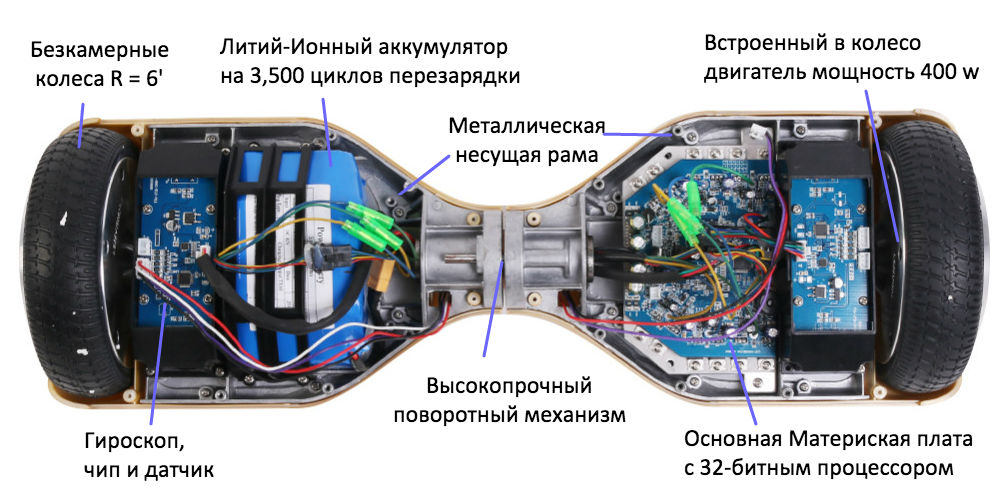 Безкамерные
колеса R = 6'
Литий-Ионный аккумулятор
на 3,500 циклов перезарядки
Встроенный в колесо
двигатель мощность 400 w
Металлическая
несущая рама
Высокопрочный
поворотный механизм
Гироскоп,
чип и датчик
Основная Материская плата
с 32-битным процессором